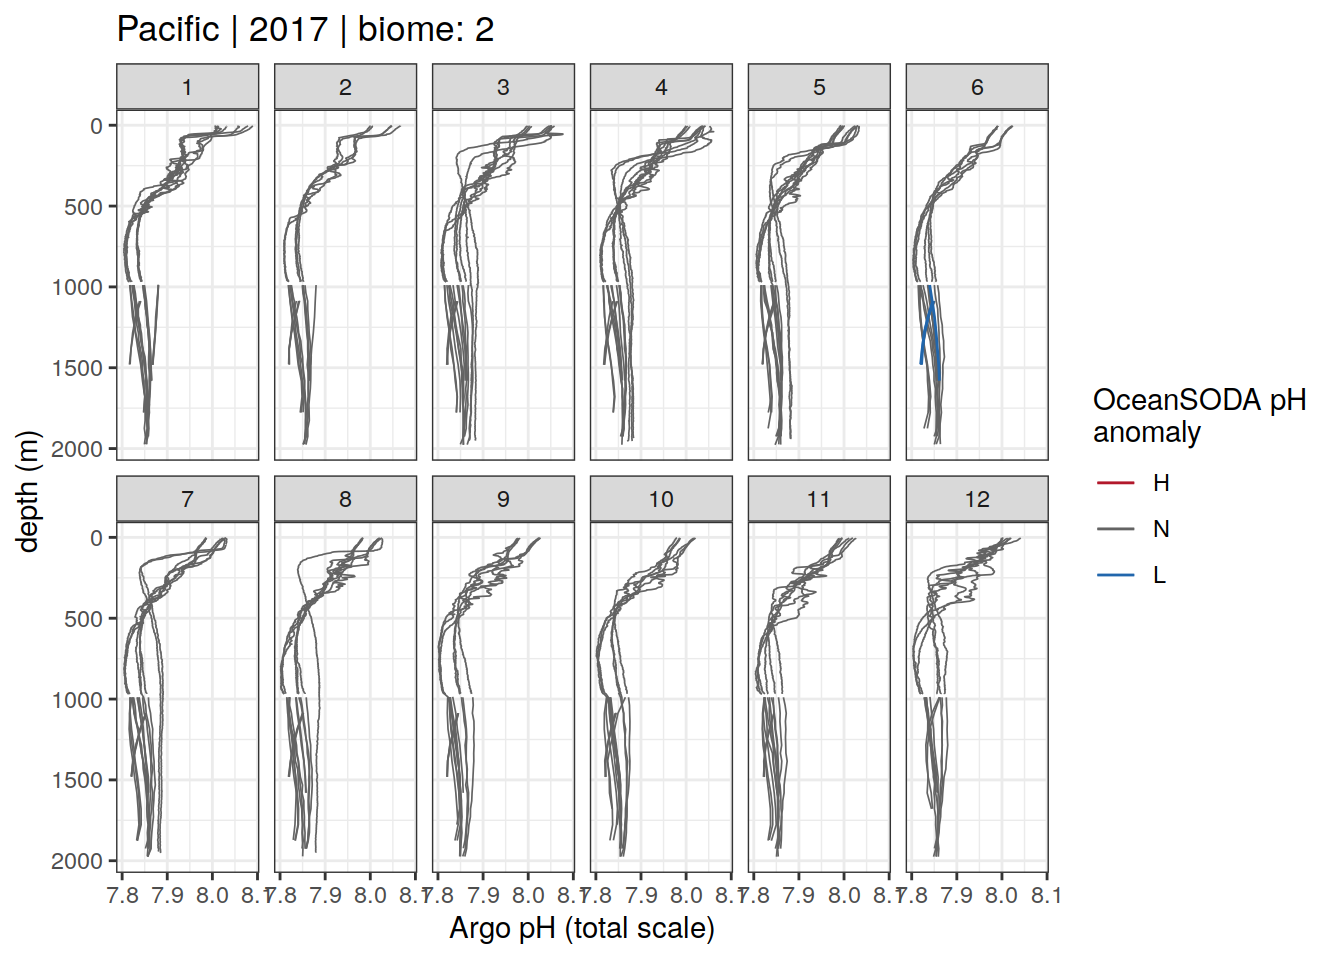 Pacific | 2017 | biome: 2
1 2 3 4 5 6
0
500
1000
1500
2000
7 8 9 10 11 12
0
500
1000
1500
2000
7.8 7.9 8.0 8.1 7.8 7.9 8.0 8.1 7.8 7.9 8.0 8.1 7.8 7.9 8.0 8.1 7.8 7.9 8.0 8.1 7.8 7.9 8.0 8.1
depth (m)
Argo pH (total scale)
OceanSODA pH
anomaly
H
N
L